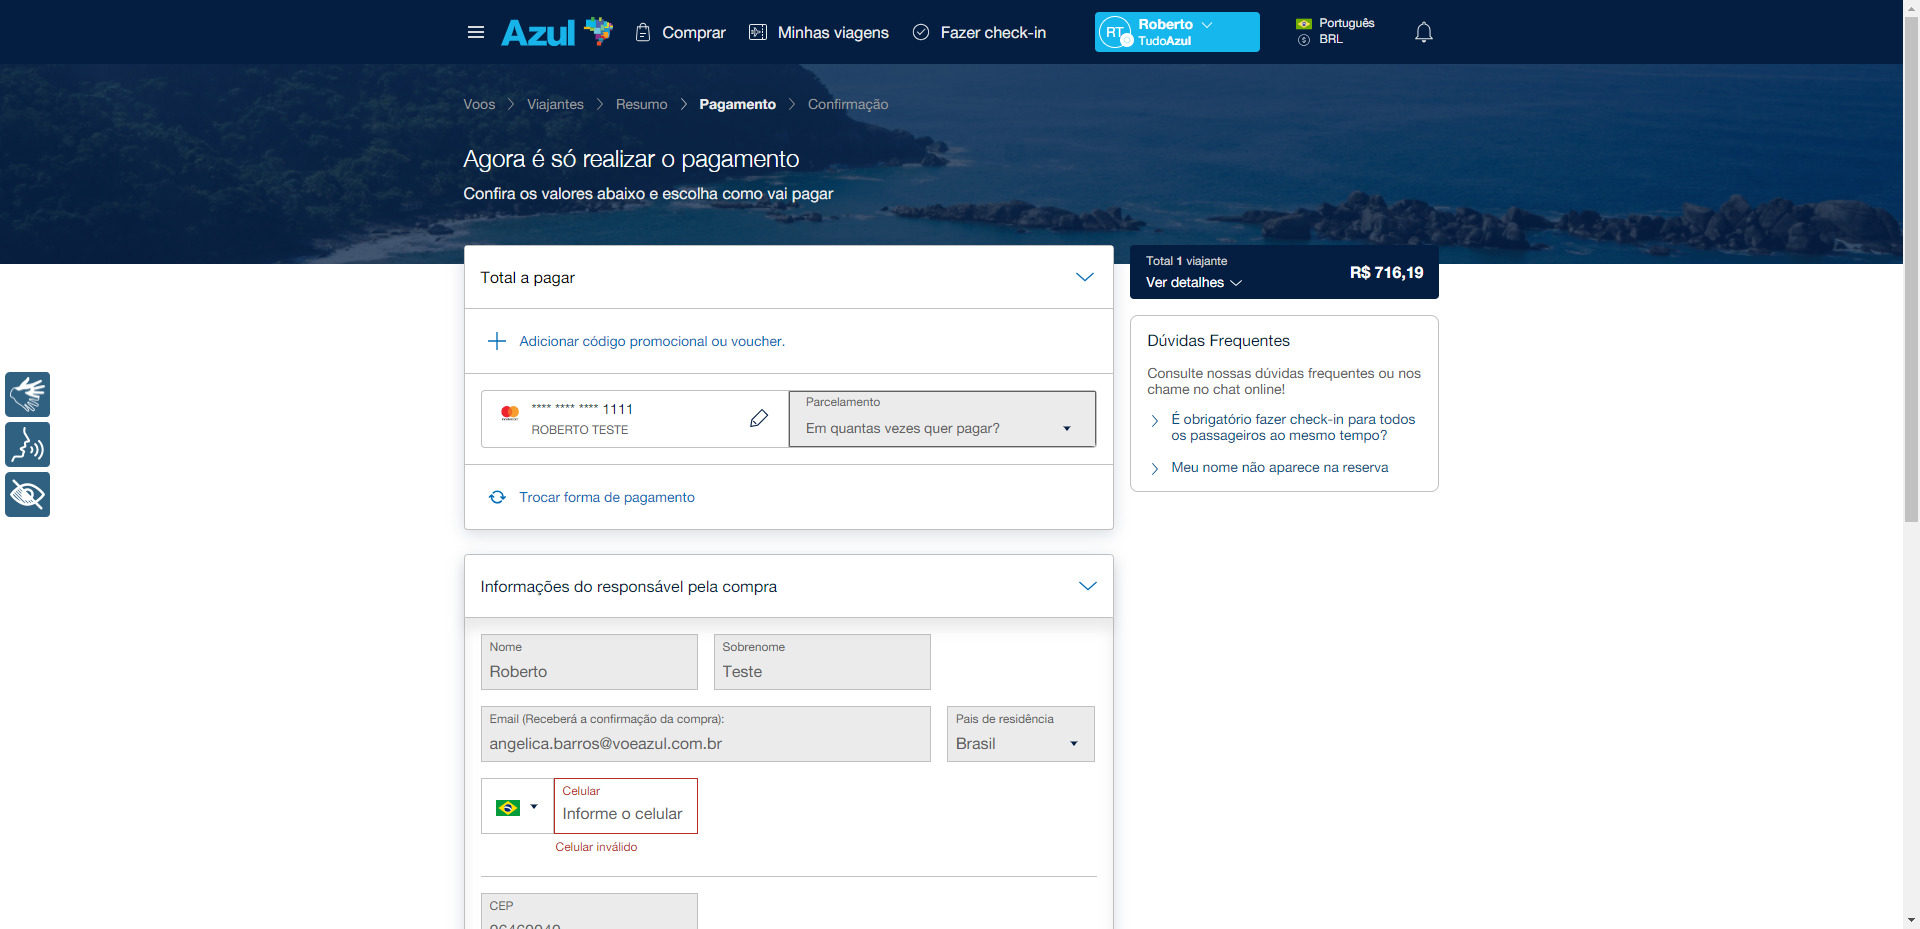 Azul
Comprar
Minhas viagens
Fazer check-in
RT
Roberto
TudoAzul
Português
BRL
Voos
Viajantes
Resumo
Pagamento
Confirmação
Agora é só realizar o pagamento
Confira os valores abaixo e escolha como vai pagar
Total a pagar
Adicionar código promocional ou voucher.
**** **** **** 1111
ROBERTO TESTE
Parcelamento
Em quantas vezes quer pagar?
Trocar forma de pagamento
Total 1 viajante
Ver detalhes
R$ 716,19
Dúvidas Frequentes
Consulte nossas dúvidas frequentes ou nos
chame no chat online!
É obrigatório fazer check-in para todos
os passageiros ao mesmo tempo?
Meu nome não aparece na reserva
Informações do responsável pela compra
Nome
Roberto
Sobrenome
Teste
Email (Receberá a confirmação da compra):
angelica.barros@voeazul.com.br
Pais de residência
Brasil
Celular
Informe o celular
Celular inválido
CEP